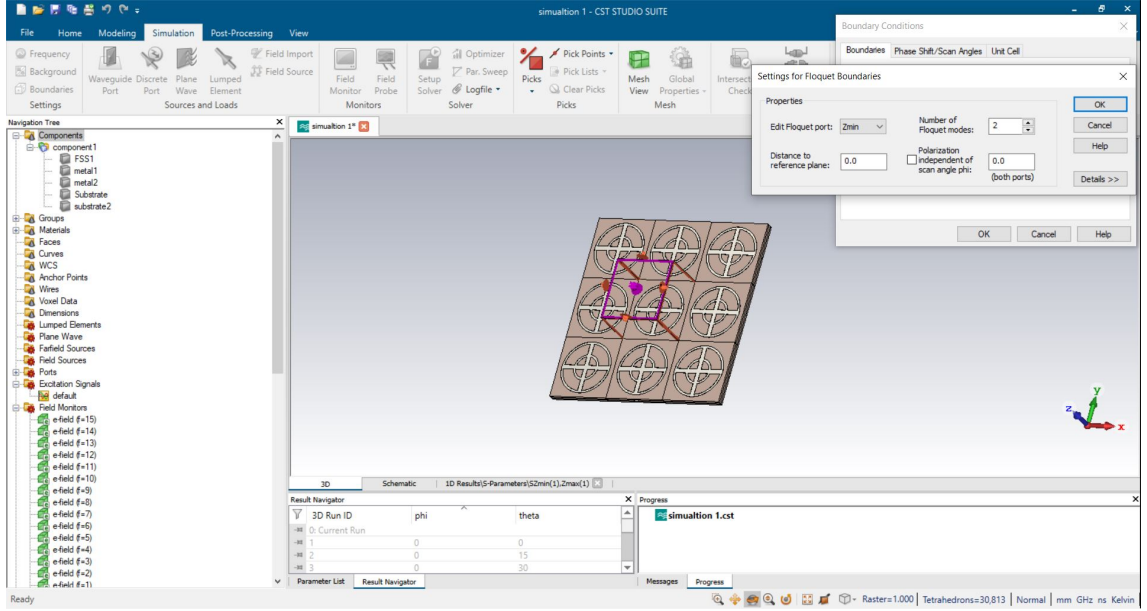 simualtion 1 - CST STUDIO SUITE
File Home Modeling Simulation Post-Processing View
Frequency
Background
Boundaries
Settings
Waveguide Port
Discrete Port
Plane Wave
Lumped Element
Sources and Loads
Field Import
Field Source
Field Monitor
Field Probe
Monitors
Setup Solver
Optimizer
Par. Sweep
Logfile
Solver
Picks
Pick Points
Pick Lists
Clear Picks
Picks
Mesh View
Global Properties
Mesh
Intersect
Check
Boundary Conditions
Boundaries Phase Shift/Scan Angles Unit Cell
Settings for Floquet Boundaries
Properties
Edit Floquet port: Zmin
Number of Floquet modes: 2
Distance to reference plane: 0.0
Polarization independent of scan angle phi: 0.0
(both ports)
OK
Cancel
Help
Details >>
OK Cancel Help
Navigation Tree
Components
component1
FSS1
metal1
metal2
Substrate
substrate2
Groups
Materials
Faces
Curves
WCS
Anchor Points
Wires
Voxel Data
Dimensions
Lumped Elements
Plane Wave
Farfield Sources
Field Sources
Ports
Excitation Signals
default
Field Monitors
e-field (f=15)
e-field (f=14)
e-field (f=13)
e-field (f=12)
e-field (f=11)
e-field (f=10)
e-field (f=9)
e-field (f=8)
e-field (f=7)
e-field (f=6)
e-field (f=5)
e-field (f=4)
e-field (f=3)
e-field (f=2)
e-field (f=1)
simualtion 1*
y
z
x
3D Schematic 1D Results\S-Parameters\SZmin(1),Zmax(1)
Result Navigator
3D Run ID phi theta
0: Current Run
1 0 0
2 0 15
3 0 30
Parameter List Result Navigator
Progress
simualtion 1.cst
Messages Progress
Ready
Raster=1.000 Tetrahedrons=30,813 Normal mm GHz ns Kelvin